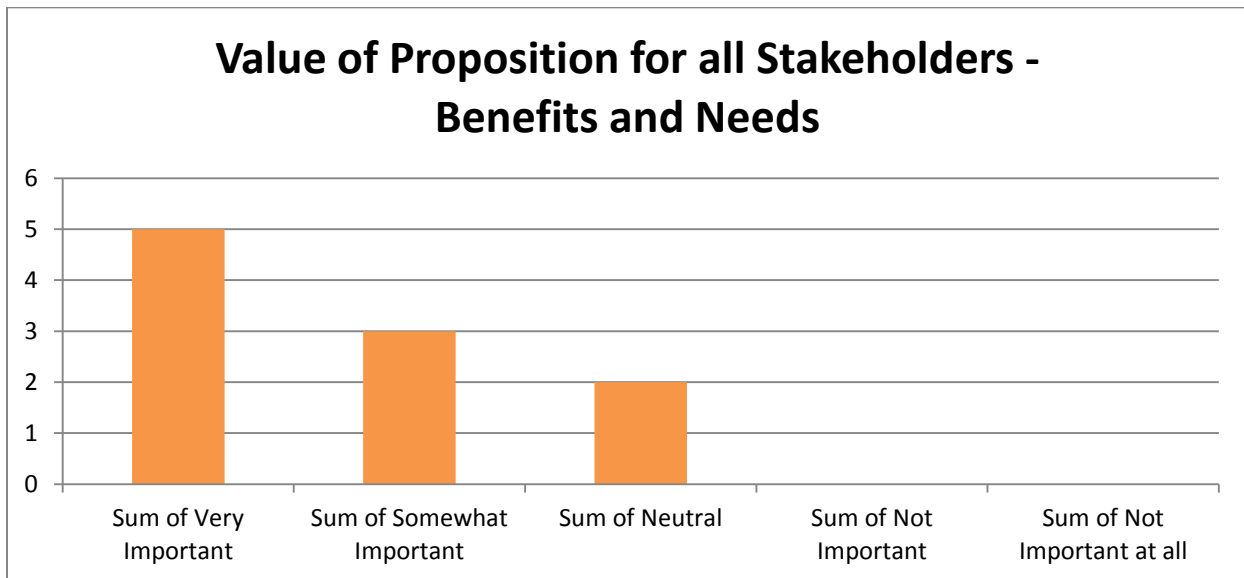 Value of Proposition for all Stakeholders -
Benefits and Needs
6
5
4
3
2
1
0
Sum of Very
Important
Sum of Somewhat
Important
Sum of Neutral
Sum of Not
Important
Sum of Not
Important at all